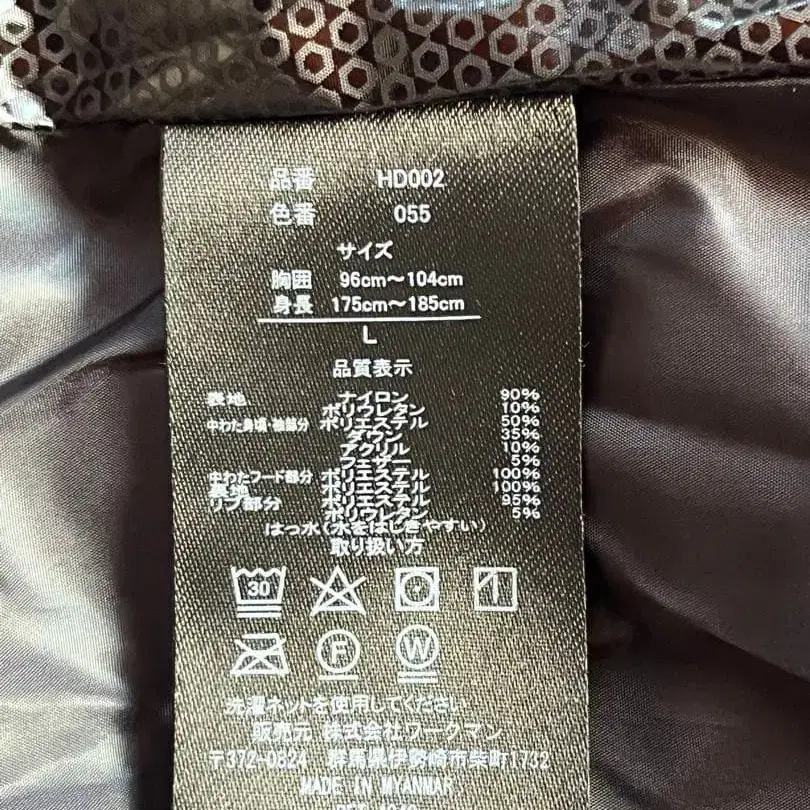 品番 HD002
色番 055
サイズ
胸囲 96cm～104cm
身長 175cm～185cm
L
品質表示
表地 ナイロン 90%
ポリウレタン 10%
中わた身頃・袖部分 ポリエステル 50%
ダウン 35%
アクリル 10%
フェザー 5%
中わたフード部分 ポリエステル 100%
裏地 ポリエステル 100%
リブ部分 ポリエステル 95%
ポリウレタン 5%
はっ水(水をはじきやすい)
取り扱い方
30
F W
洗濯ネットを使用してください
販売元 株式会社ワークマン
〒372-0824 群馬県伊勢崎市柴町1732
MADE IN MYANMAR